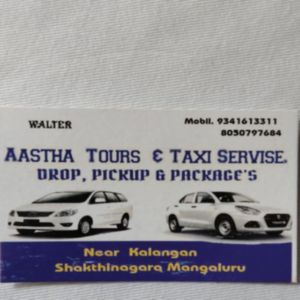 WALTER
Mobil. 9341613311
8050797684
AASTHA TOURS & TAXI SERVISE.
DROP, PICKUP & PACKAGE'S
Near Kalangan
Shakthinagara Mangaluru